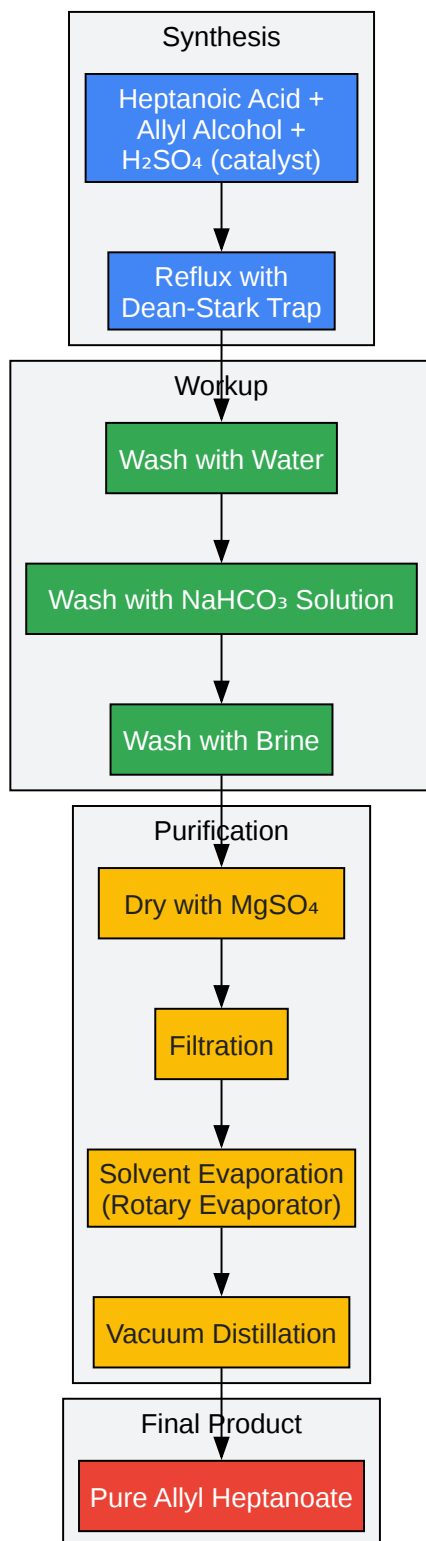 Synthesis
Heptanoic Acid +
Allyl Alcohol +
H₂SO₄ (catalyst)
Reflux with
Dean-Stark Trap
Workup
Wash with Water
Wash with NaHCO₃ Solution
Wash with Brine
Purification
Dry with MgSO₄
Filtration
Solvent Evaporation
(Rotary Evaporator)
Vacuum Distillation
Final Product
Pure Allyl Heptanoate